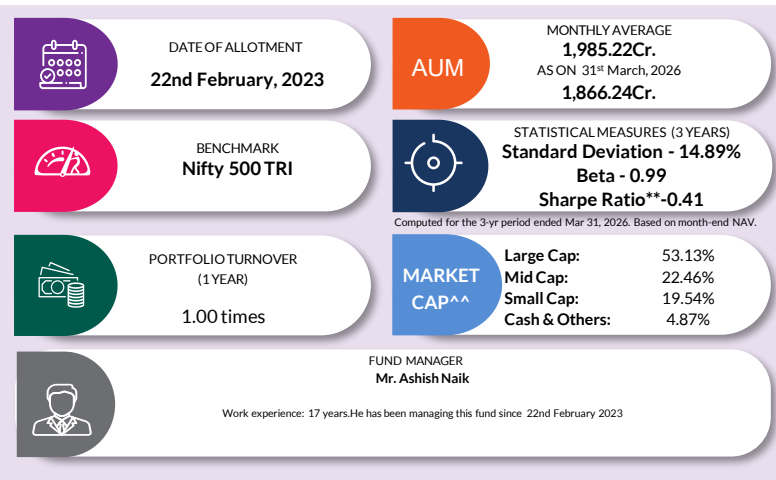 DATE OF ALLOTMENT
22nd February, 2023
AUM
MONTHLY AVERAGE
1,985.22Cr.
AS ON 31st March, 2026
1,866.24Cr.
BENCHMARK
Nifty 500 TRI
STATISTICAL MEASURES (3 YEARS)
Standard Deviation - 14.89%
Beta - 0.99
Sharpe Ratio**-0.41
Computed for the 3-yr period ended Mar 31, 2026. Based on month-end NAV.
PORTFOLIO TURNOVER
(1 YEAR)
1.00 times
MARKET
CAP^^
Large Cap: 53.13%
Mid Cap: 22.46%
Small Cap: 19.54%
Cash & Others: 4.87%
FUND MANAGER
Mr. Ashish Naik
Work experience: 17 years.He has been managing this fund since 22nd February 2023